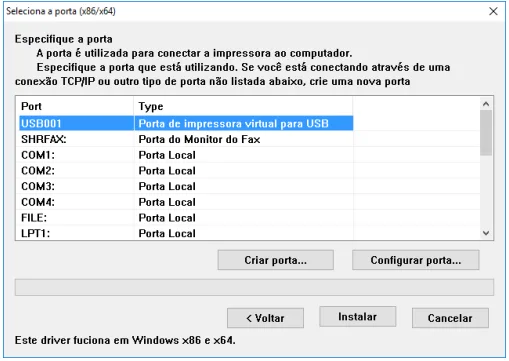 Seleciona a porta (x86/x64)
Especifique a porta
A porta é utilizada para conectar a impressora ao computador.
Especifique a porta que está utilizando. Se você está conectando através de uma
conexão TCP/IP ou outro tipo de porta não listada abaixo, crie uma nova porta
Port Type
USB001 Porta de impressora virtual para USB
SHRFAX: Porta do Monitor do Fax
COM1: Porta Local
COM2: Porta Local
COM3: Porta Local
COM4: Porta Local
FILE: Porta Local
LPT1: Porta Local
Criar porta... Configurar porta...
< Voltar Instalar Cancelar
Este driver fuciona em Windows x86 e x64.